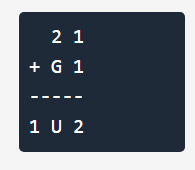 2 1
+ G 1
-----
1 U 2